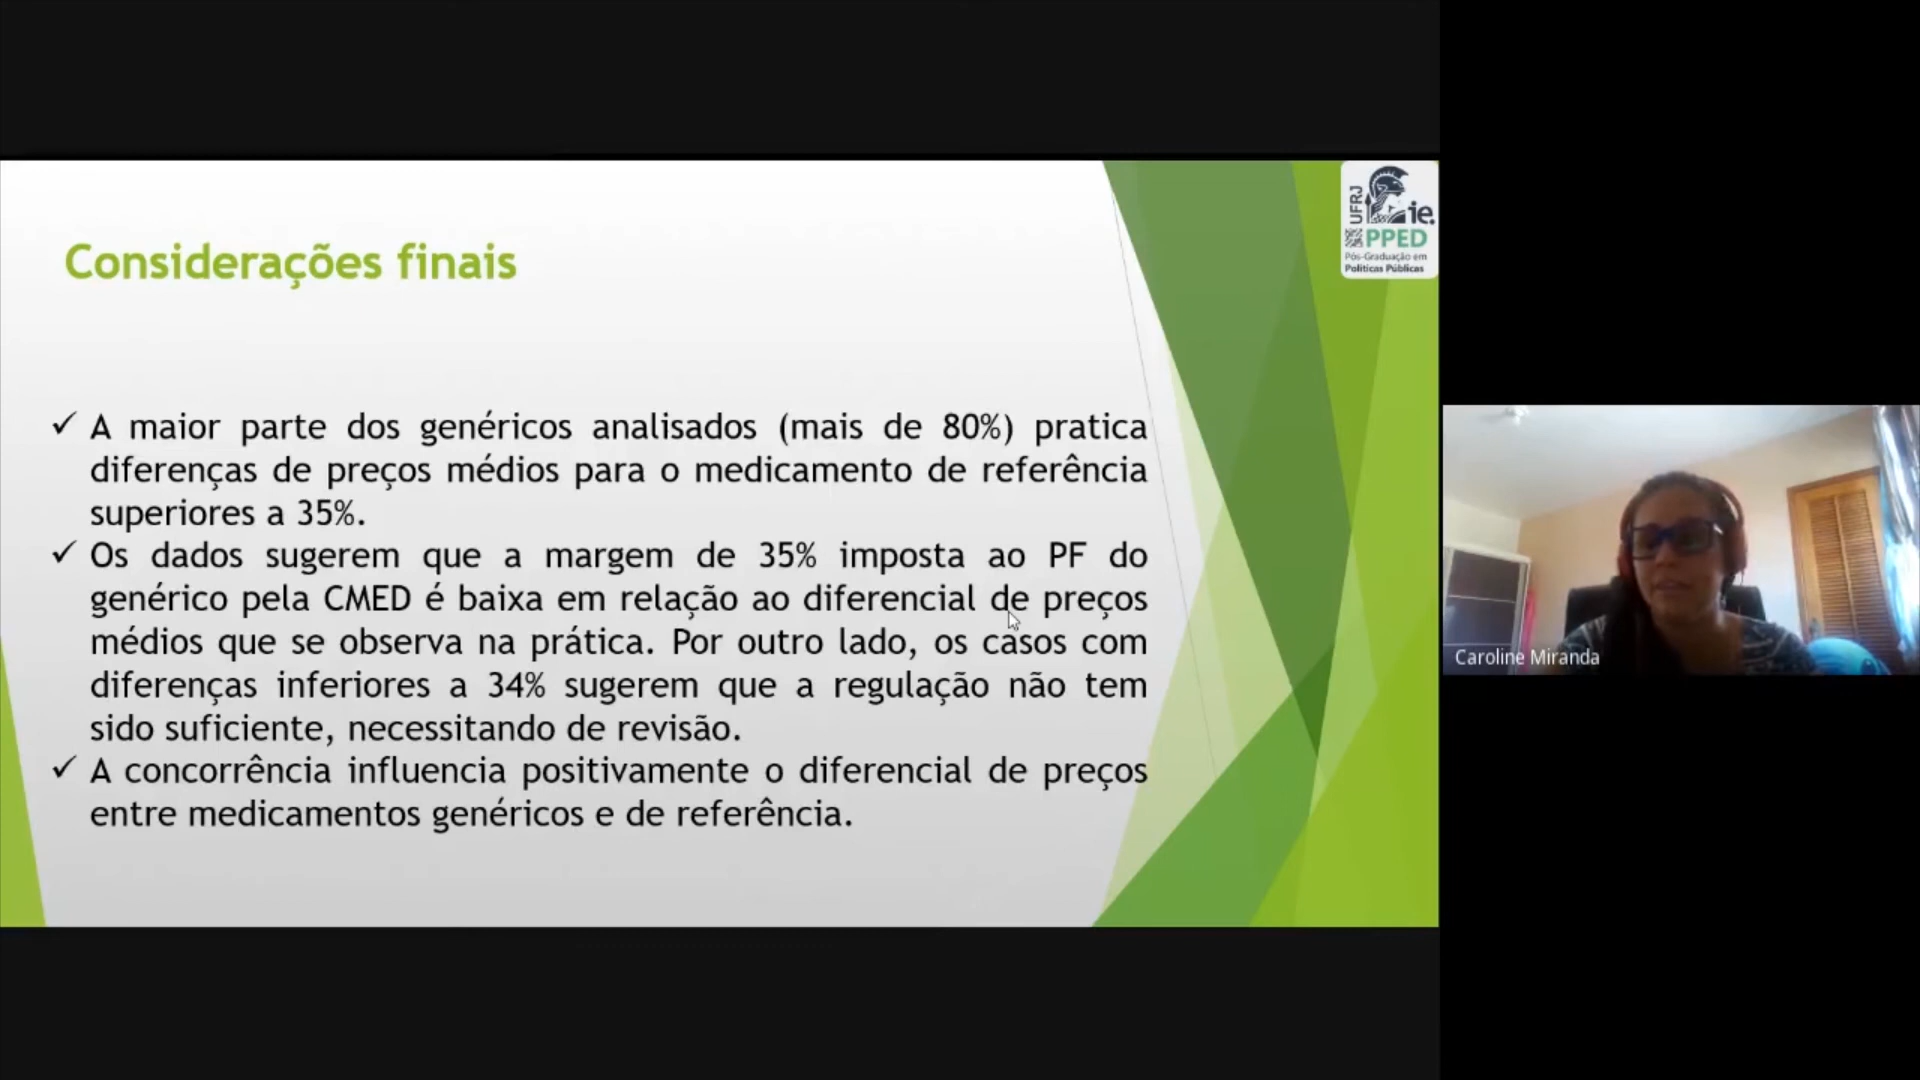 UFRJ
ie.
PPED
Pós-Graduação em
Políticas Públicas
Considerações finais
✓ A maior parte dos genéricos analisados (mais de 80%) pratica
diferenças de preços médios para o medicamento de referência
superiores a 35%.
✓ Os dados sugerem que a margem de 35% imposta ao PF do
genérico pela CMED é baixa em relação ao diferencial de preços
médios que se observa na prática. Por outro lado, os casos com
diferenças inferiores a 34% sugerem que a regulação não tem
sido suficiente, necessitando de revisão.
✓ A concorrência influencia positivamente o diferencial de preços
entre medicamentos genéricos e de referência.
Caroline Miranda